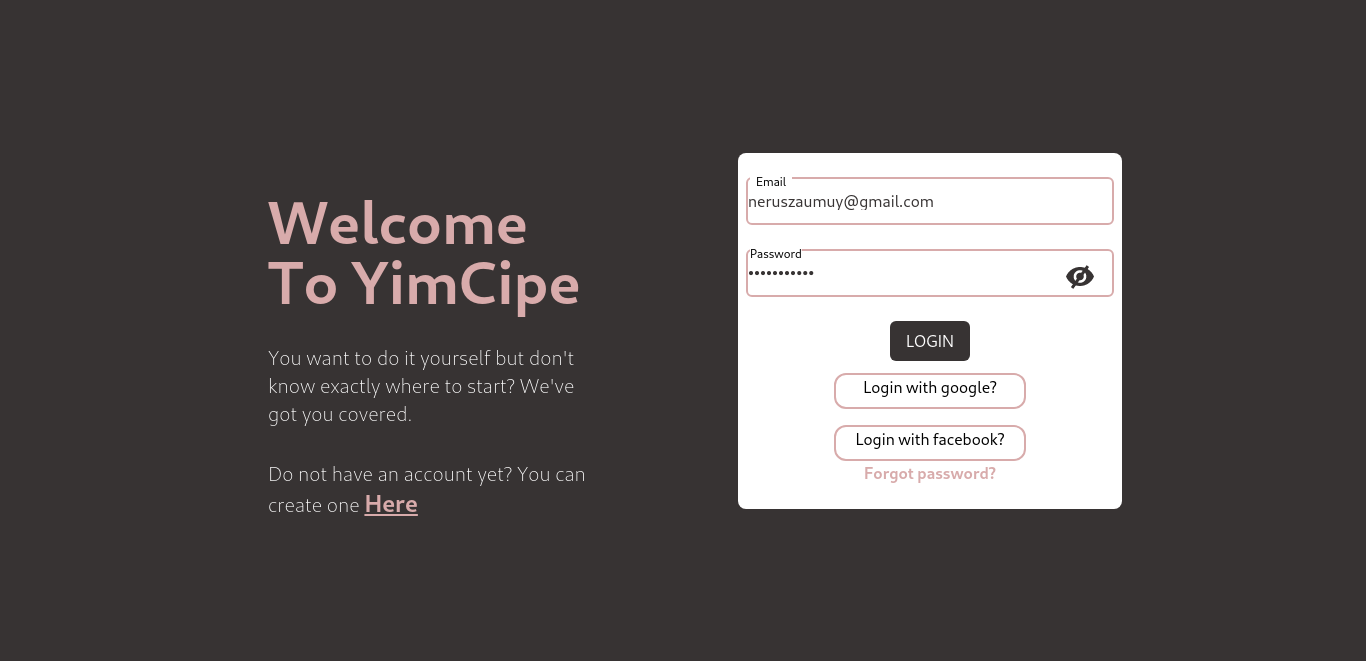 Welcome
To YimCipe
You want to do it yourself but don't
know exactly where to start? We've
got you covered.
Do not have an account yet? You can
create one Here
Email
neruszaumuy@gmail.com
Password
•••••••••••
LOGIN
Login with google?
Login with facebook?
Forgot password?